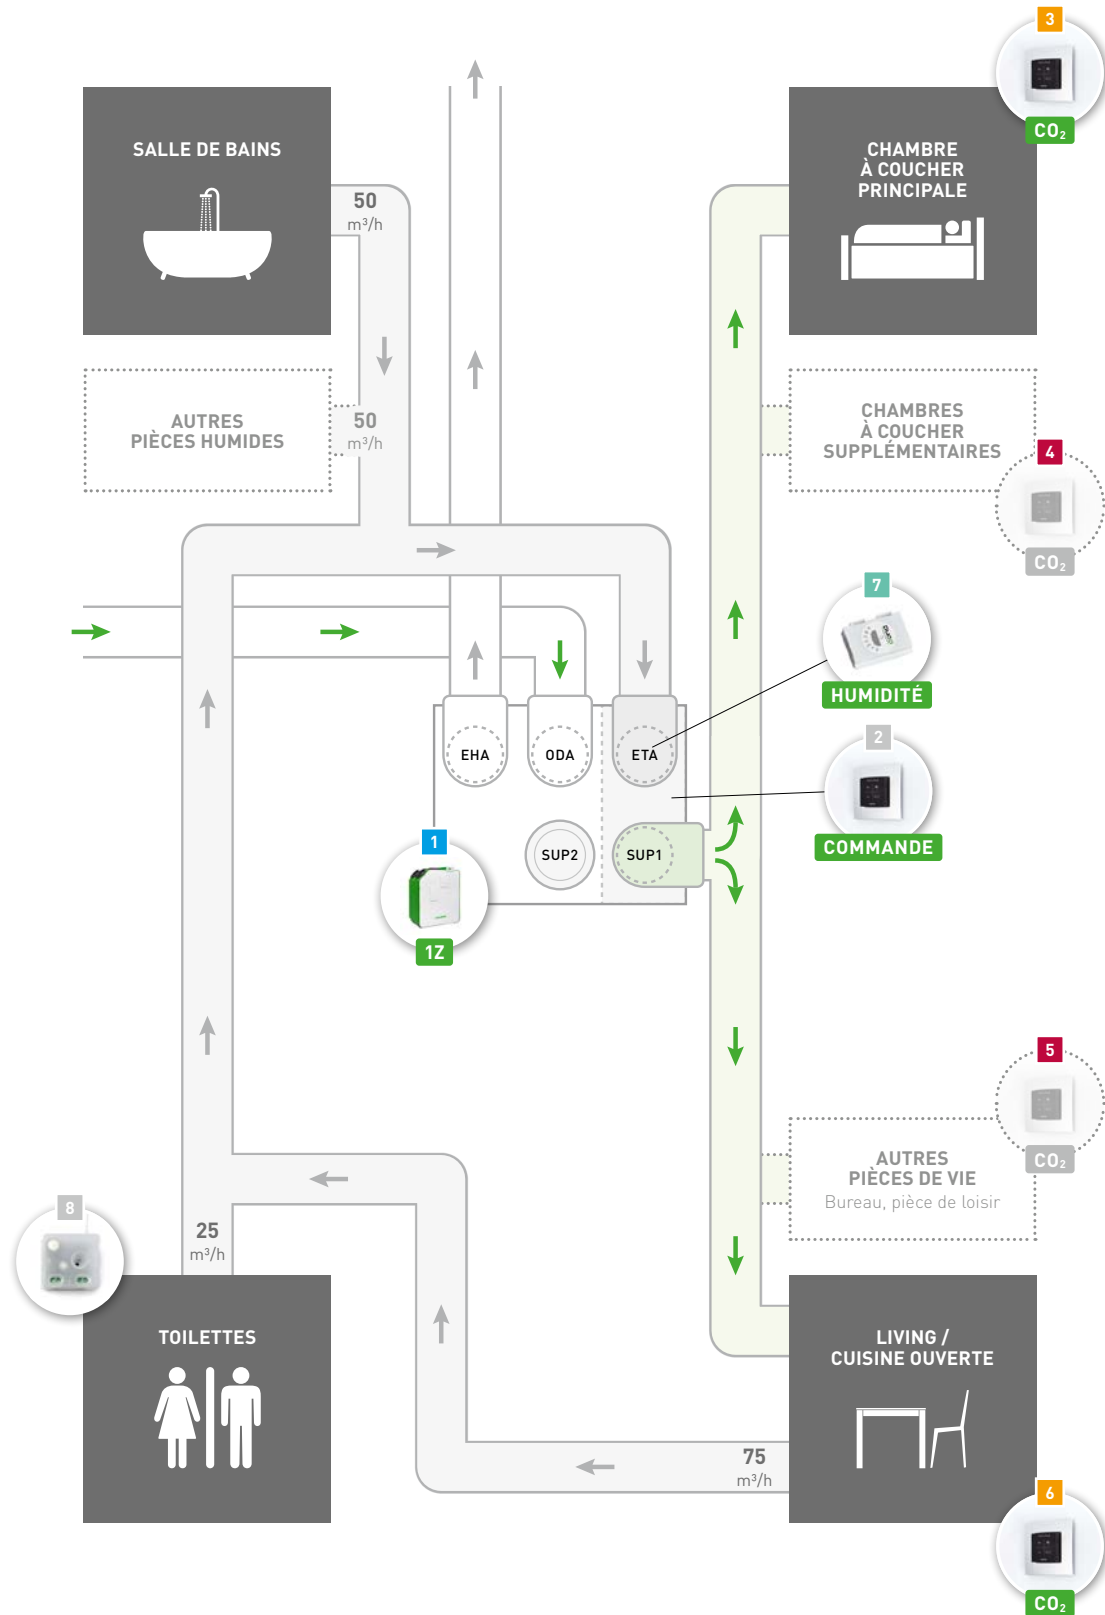 3
CO₂
SALLE DE BAINS
50
m³/h
CHAMBRE
À COUCHER
PRINCIPALE
AUTRES
PIÈCES HUMIDES
50
m³/h
CHAMBRES
À COUCHER
SUPPLÉMENTAIRES
4
CO₂
7
HUMIDITÉ
2
COMMANDE
EHA
ODA
ETA
SUP2
SUP1
1
1Z
5
CO₂
AUTRES
PIÈCES DE VIE
Bureau, pièce de loisir
8
25
m³/h
TOILETTES
LIVING /
CUISINE OUVERTE
75
m³/h
6
CO₂